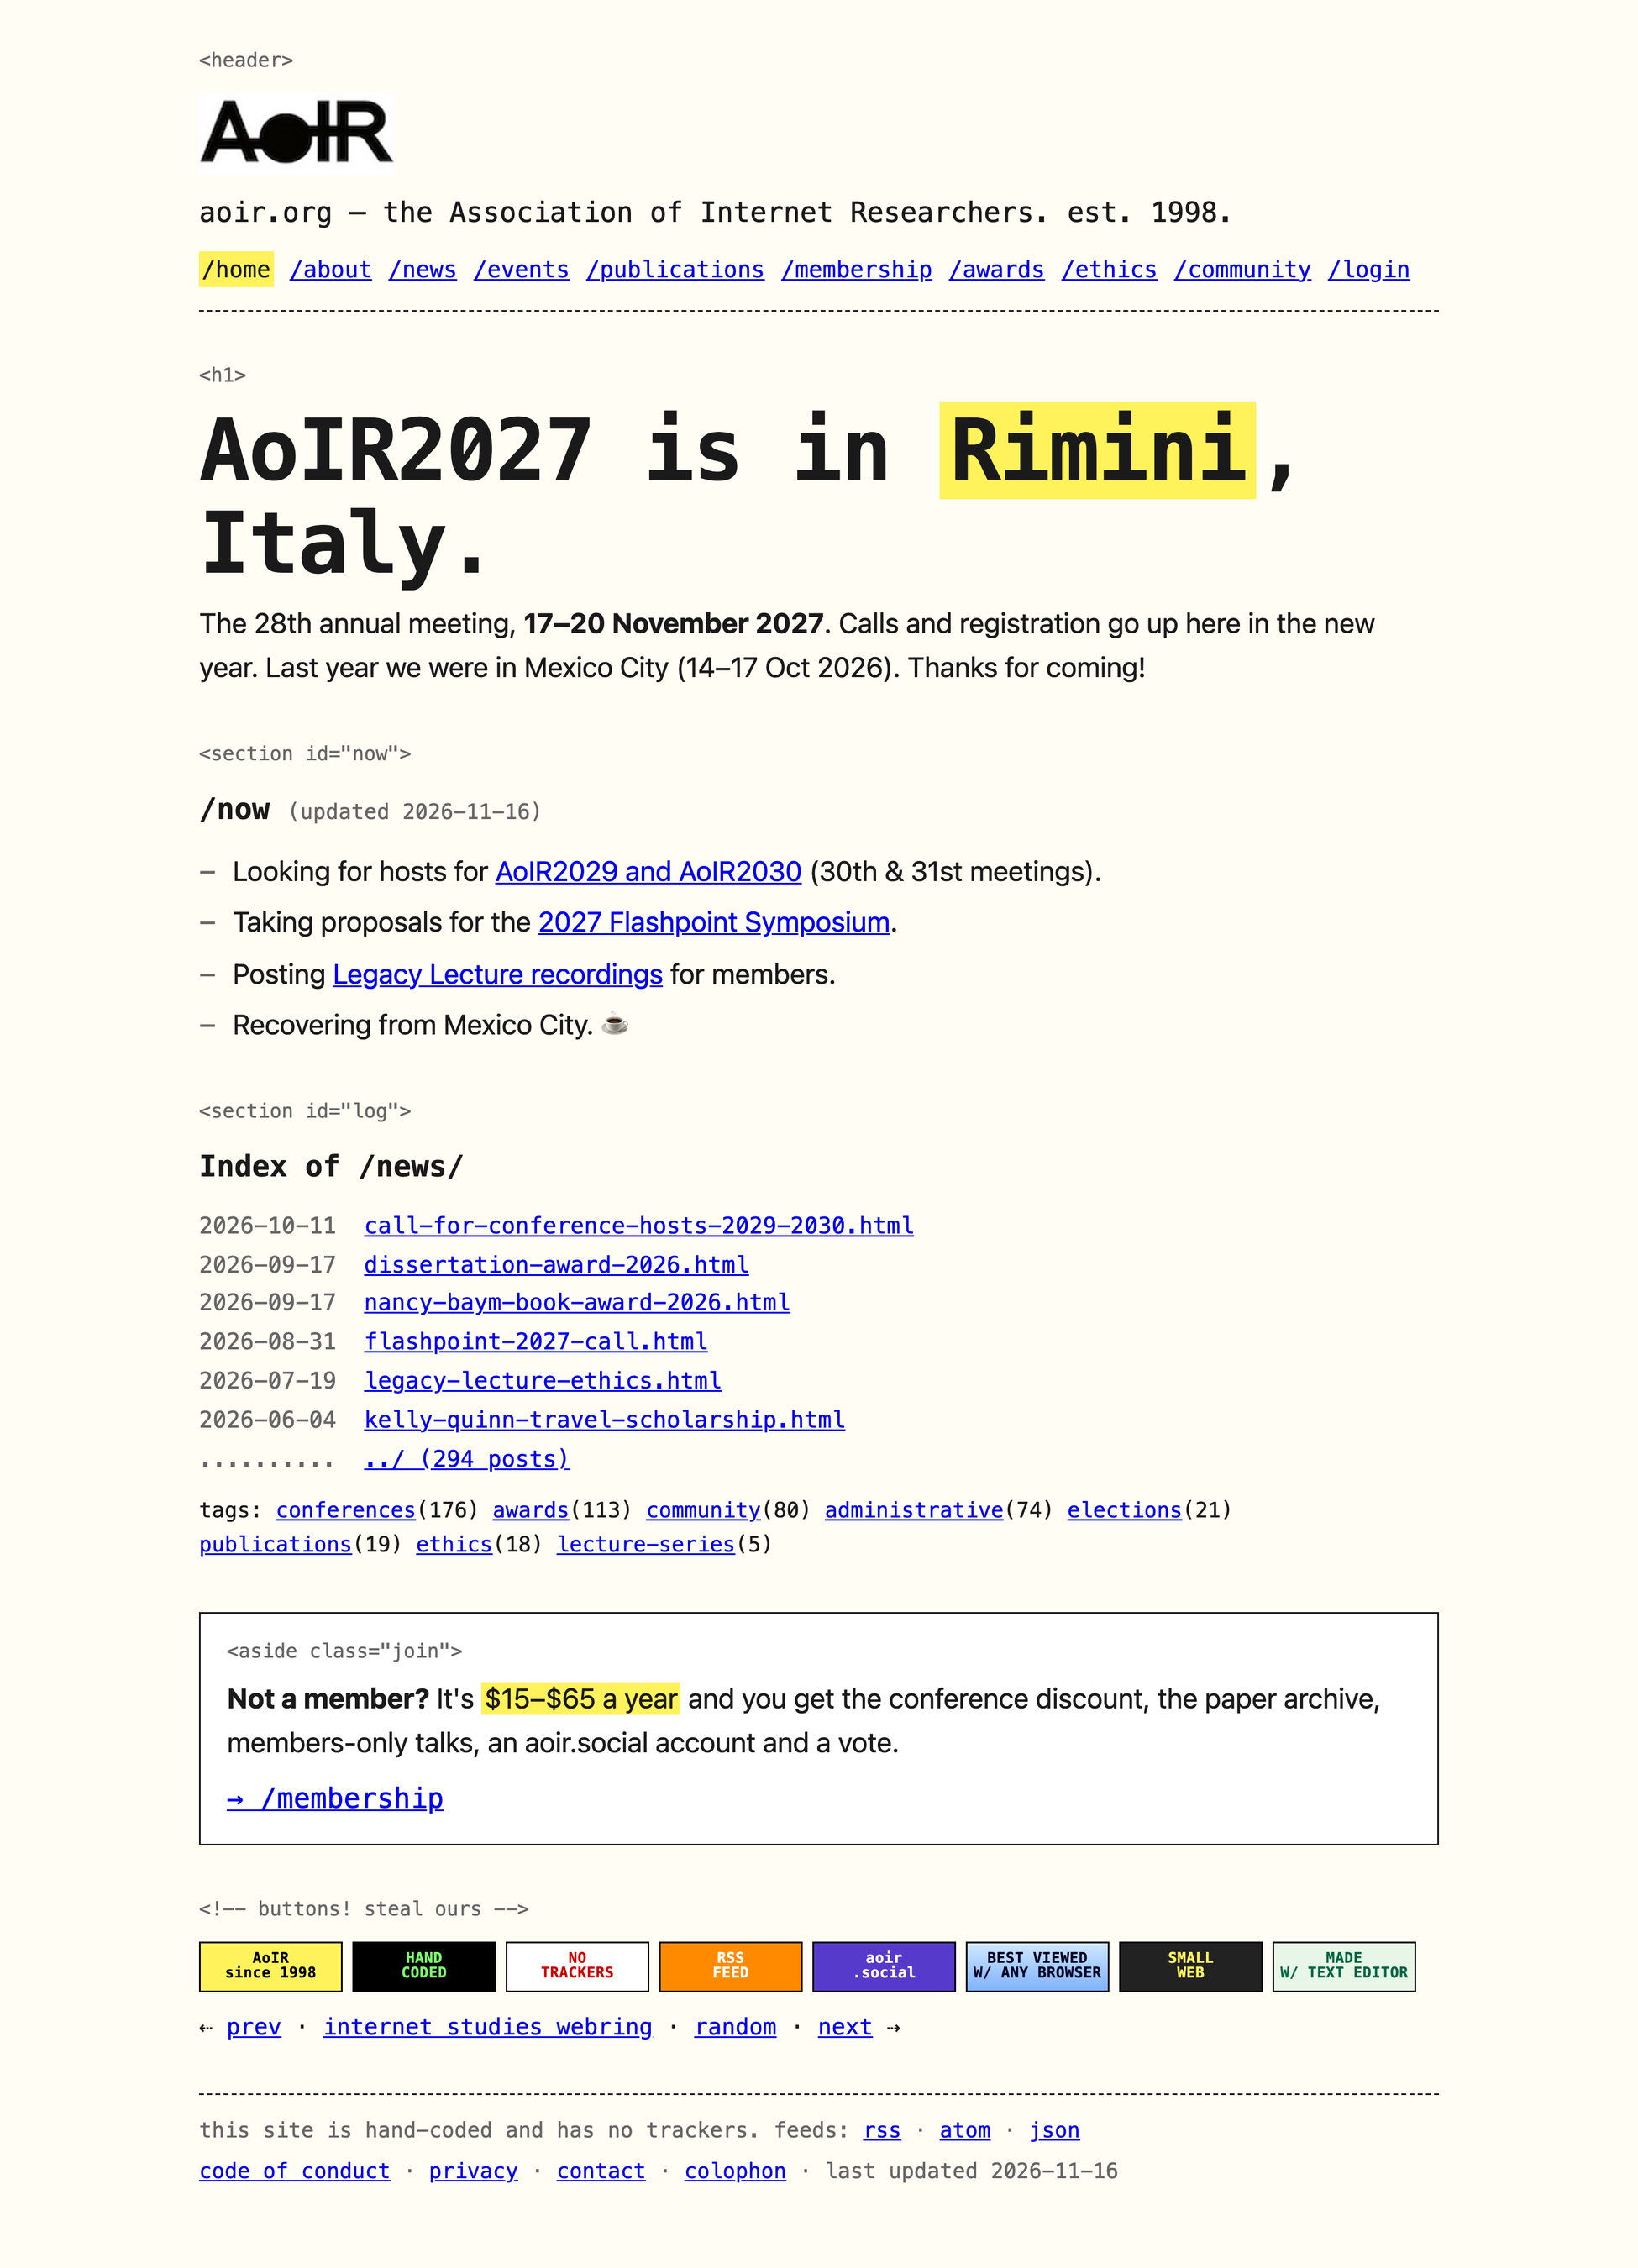 <header>
AoIR
aoir.org — the Association of Internet Researchers. est. 1998.
/home /about /news /events /publications /membership /awards /ethics /community /login
<h1>
AoIR2027 is in Rimini,
Italy.
The 28th annual meeting, 17–20 November 2027. Calls and registration go up here in the new
year. Last year we were in Mexico City (14–17 Oct 2026). Thanks for coming!
<section id="now">
/now (updated 2026-11-16)
– Looking for hosts for AoIR2029 and AoIR2030 (30th & 31st meetings).
– Taking proposals for the 2027 Flashpoint Symposium.
– Posting Legacy Lecture recordings for members.
– Recovering from Mexico City. ☕
<section id="log">
Index of /news/
2026-10-11 call-for-conference-hosts-2029-2030.html
2026-09-17 dissertation-award-2026.html
2026-09-17 nancy-baym-book-award-2026.html
2026-08-31 flashpoint-2027-call.html
2026-07-19 legacy-lecture-ethics.html
2026-06-04 kelly-quinn-travel-scholarship.html
.......... ../ (294 posts)
tags: conferences(176) awards(113) community(80) administrative(74) elections(21)
publications(19) ethics(18) lecture-series(5)
<aside class="join">
Not a member? It's $15–$65 a year and you get the conference discount, the paper archive,
members-only talks, an aoir.social account and a vote.
→ /membership
<!-- buttons! steal ours -->
AoIR
since 1998
HAND
CODED
NO
TRACKERS
RSS
FEED
aoir
.social
BEST VIEWED
W/ ANY BROWSER
SMALL
WEB
MADE
W/ TEXT EDITOR
⇠ prev · internet studies webring · random · next ⇢
this site is hand-coded and has no trackers. feeds: rss · atom · json
code of conduct · privacy · contact · colophon · last updated 2026-11-16